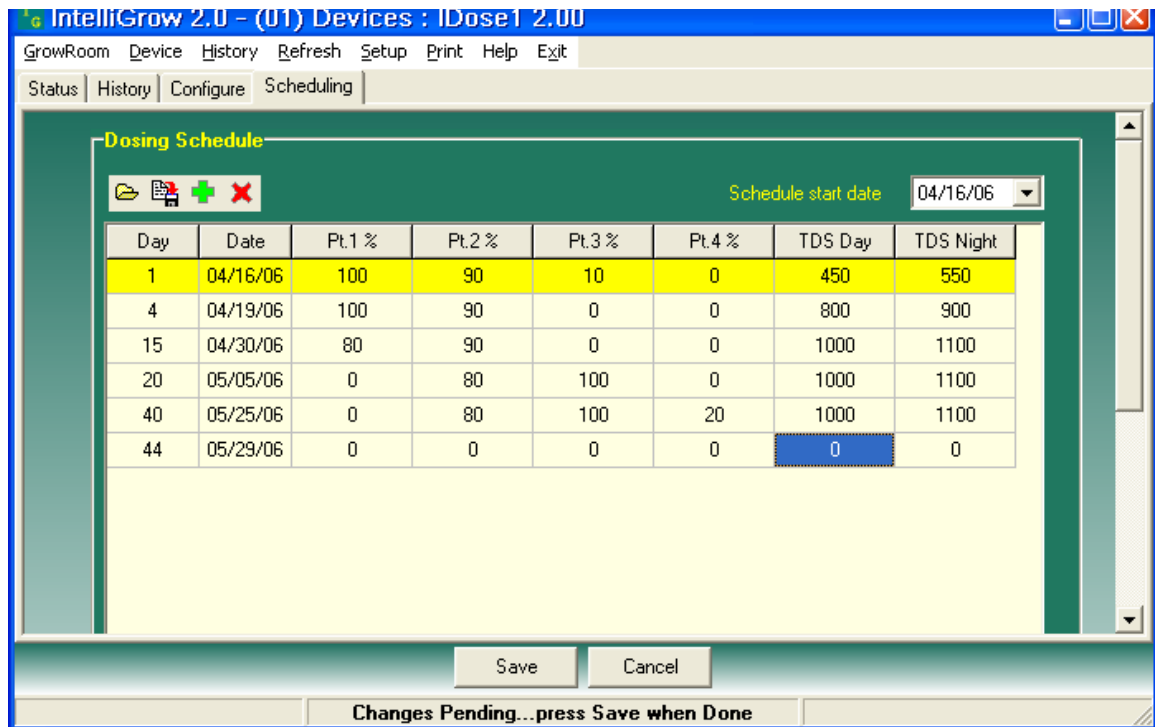 IntelliGrow 2.0 - (01) Devices : IDose1 2.00
GrowRoom Device History Refresh Setup Print Help Exit
Status History Configure Scheduling
Dosing Schedule
Schedule start date 04/16/06
Day Date Pt.1 % Pt.2 % Pt.3 % Pt.4 % TDS Day TDS Night
1 04/16/06 100 90 10 0 450 550
4 04/19/06 100 90 0 0 800 900
15 04/30/06 80 90 0 0 1000 1100
20 05/05/06 0 80 100 0 1000 1100
40 05/25/06 0 80 100 20 1000 1100
44 05/29/06 0 0 0 0 0 0
Save Cancel
Changes Pending...press Save when Done